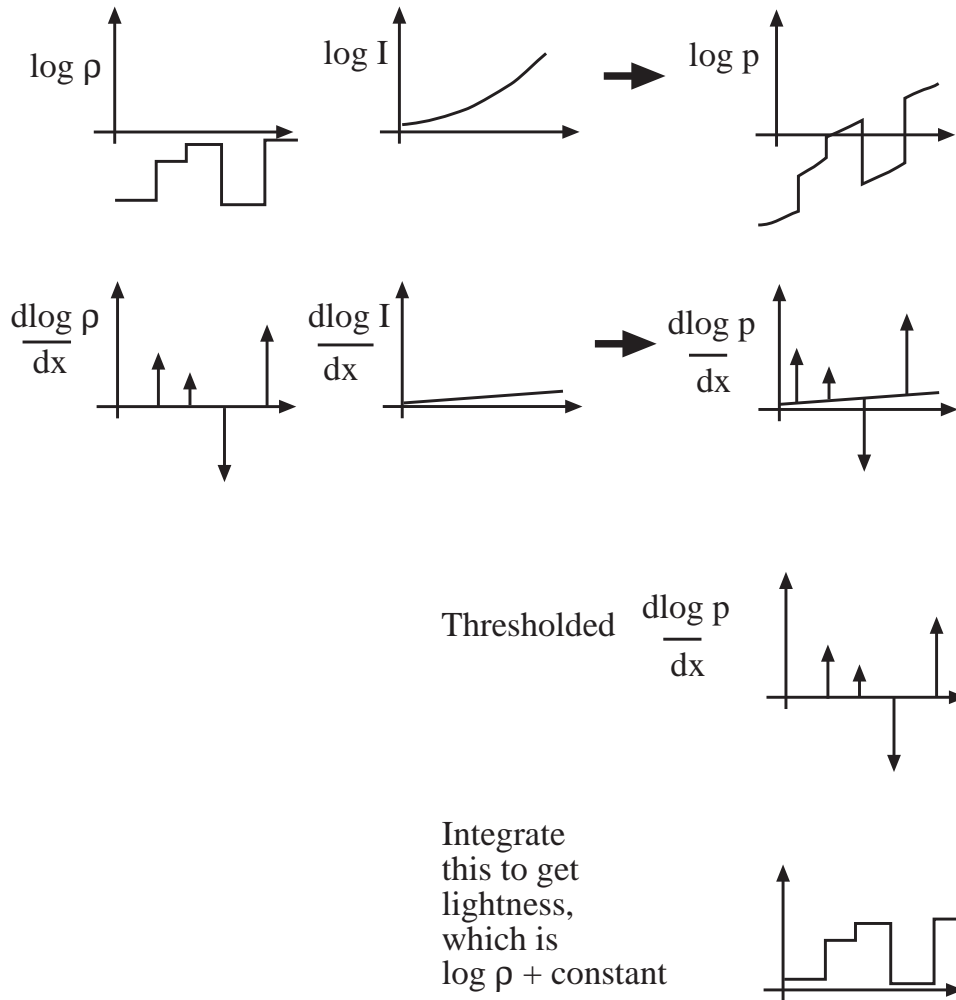 log ρ
log I
log p
dlog ρ
dx
dlog I
dx
dlog p
dx
Thresholded
dlog p
dx
Integrate
this to get
lightness,
which is
log ρ + constant